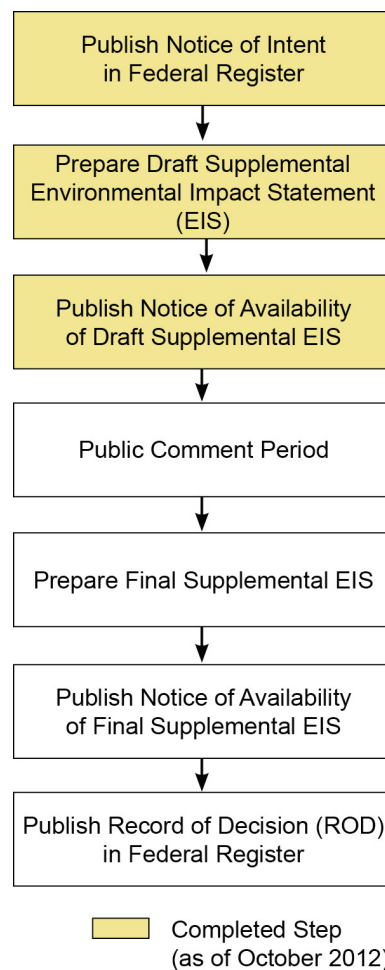 Publish Notice of Intent
in Federal Register
Prepare Draft Supplemental
Environmental Impact Statement
(EIS)
Publish Notice of Availability
of Draft Supplemental EIS
Public Comment Period
Prepare Final Supplemental EIS
Publish Notice of Availability
of Final Supplemental EIS
Publish Record of Decision (ROD)
in Federal Register
Completed Step
(as of October 2012)